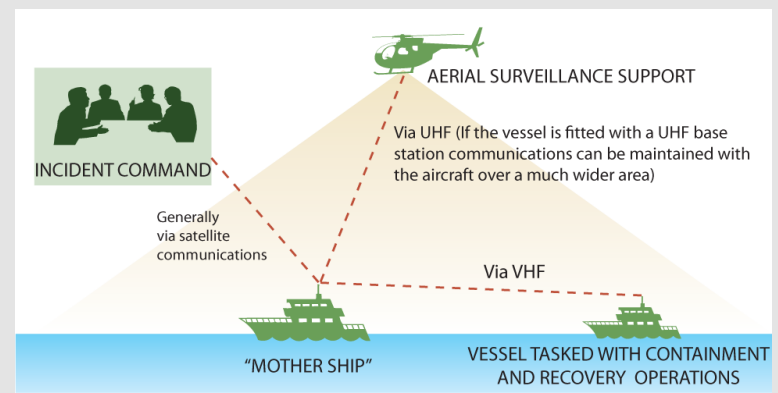 AERIAL SURVEILLANCE SUPPORT
Via UHF (If the vessel is fitted with a UHF base
station communications can be maintained with
the aircraft over a much wider area)
INCIDENT COMMAND
Generally
via satellite
communications
Via VHF
“MOTHER SHIP”
VESSEL TASKED WITH CONTAINMENT
AND RECOVERY OPERATIONS